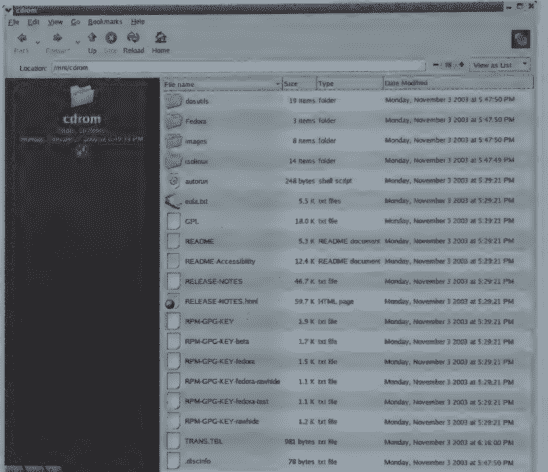 cdrom
File Edit View Go Bookmarks Help
Back Forward Up Stop Reload Home
Location: /mnt/cdrom View as List
cdrom
File name Size Type Date Modified
dosutils 19 items folder Monday, November 3 2003 at 5:47:50 PM
Fedora 3 items folder Monday, November 3 2003 at 5:47:50 PM
images 8 items folder Monday, November 3 2003 at 5:47:50 PM
isolinux 14 items folder Monday, November 3 2003 at 5:47:49 PM
autorun 248 bytes shell script Monday, November 3 2003 at 5:29:21 PM
eula.txt 5.5 K txt files Monday, November 3 2003 at 5:29:21 PM
GPL 18.0 K txt file Monday, November 3 2003 at 5:29:21 PM
README 5.3 K README document Monday, November 3 2003 at 5:29:21 PM
README-Accessibility 12.4 K README document Monday, November 3 2003 at 5:29:21 PM
RELEASE-NOTES 46.7 K txt file Monday, November 3 2003 at 5:29:21 PM
RELEASE-NOTES.html 59.7 K HTML page Monday, November 3 2003 at 5:29:21 PM
RPM-GPG-KEY 1.9 K txt file Monday, November 3 2003 at 5:29:21 PM
RPM-GPG-KEY-beta 1.7 K txt file Monday, November 3 2003 at 5:29:21 PM
RPM-GPG-KEY-fedora 1.5 K txt file Monday, November 3 2003 at 5:29:21 PM
RPM-GPG-KEY-fedora-rawhide 1.1 K txt file Monday, November 3 2003 at 5:29:21 PM
RPM-GPG-KEY-fedora-test 1.1 K txt file Monday, November 3 2003 at 5:29:21 PM
RPM-GPG-KEY-rawhide 1.2 K txt file Monday, November 3 2003 at 5:29:21 PM
TRANS.TBL 981 bytes txt file Monday, November 3 2003 at 6:16:00 PM
.discinfo 78 bytes txt file Monday, November 3 2003 at 5:47:50 PM